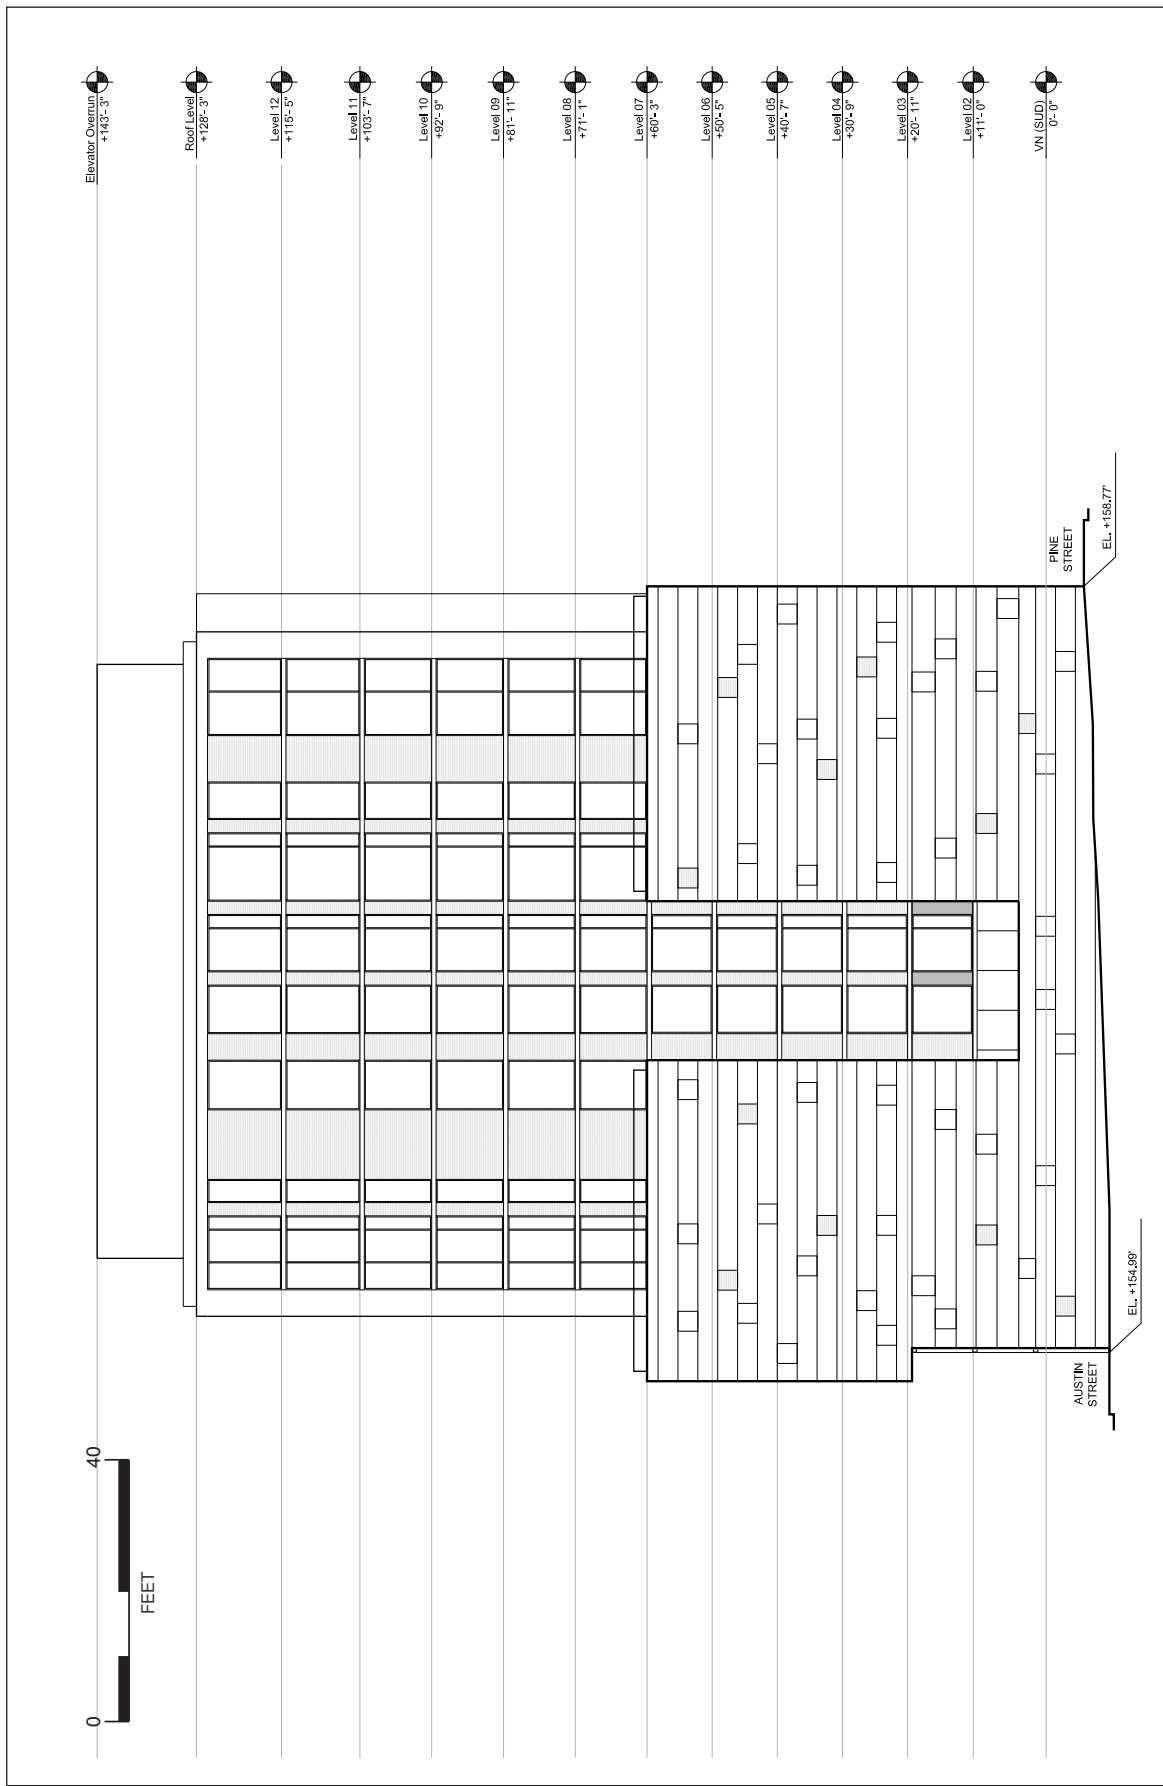 Elevator Overrun
+143'- 3"
Roof Level
+128'- 3"
Level 12
+115'- 5"
Level 11
+103'- 7"
Level 10
+92'- 9"
Level 09
+81'- 11"
Level 08
+71'- 1"
Level 07
+60'- 3"
Level 06
+50'- 5"
Level 05
+40'- 7"
Level 04
+30'- 9"
Level 03
+20'- 11"
Level 02
+11'- 0"
VN (SUD)
0'- 0"
PINE
STREET
EL. +158.77'
AUSTIN
STREET
EL. +154.99'
0
40
FEET